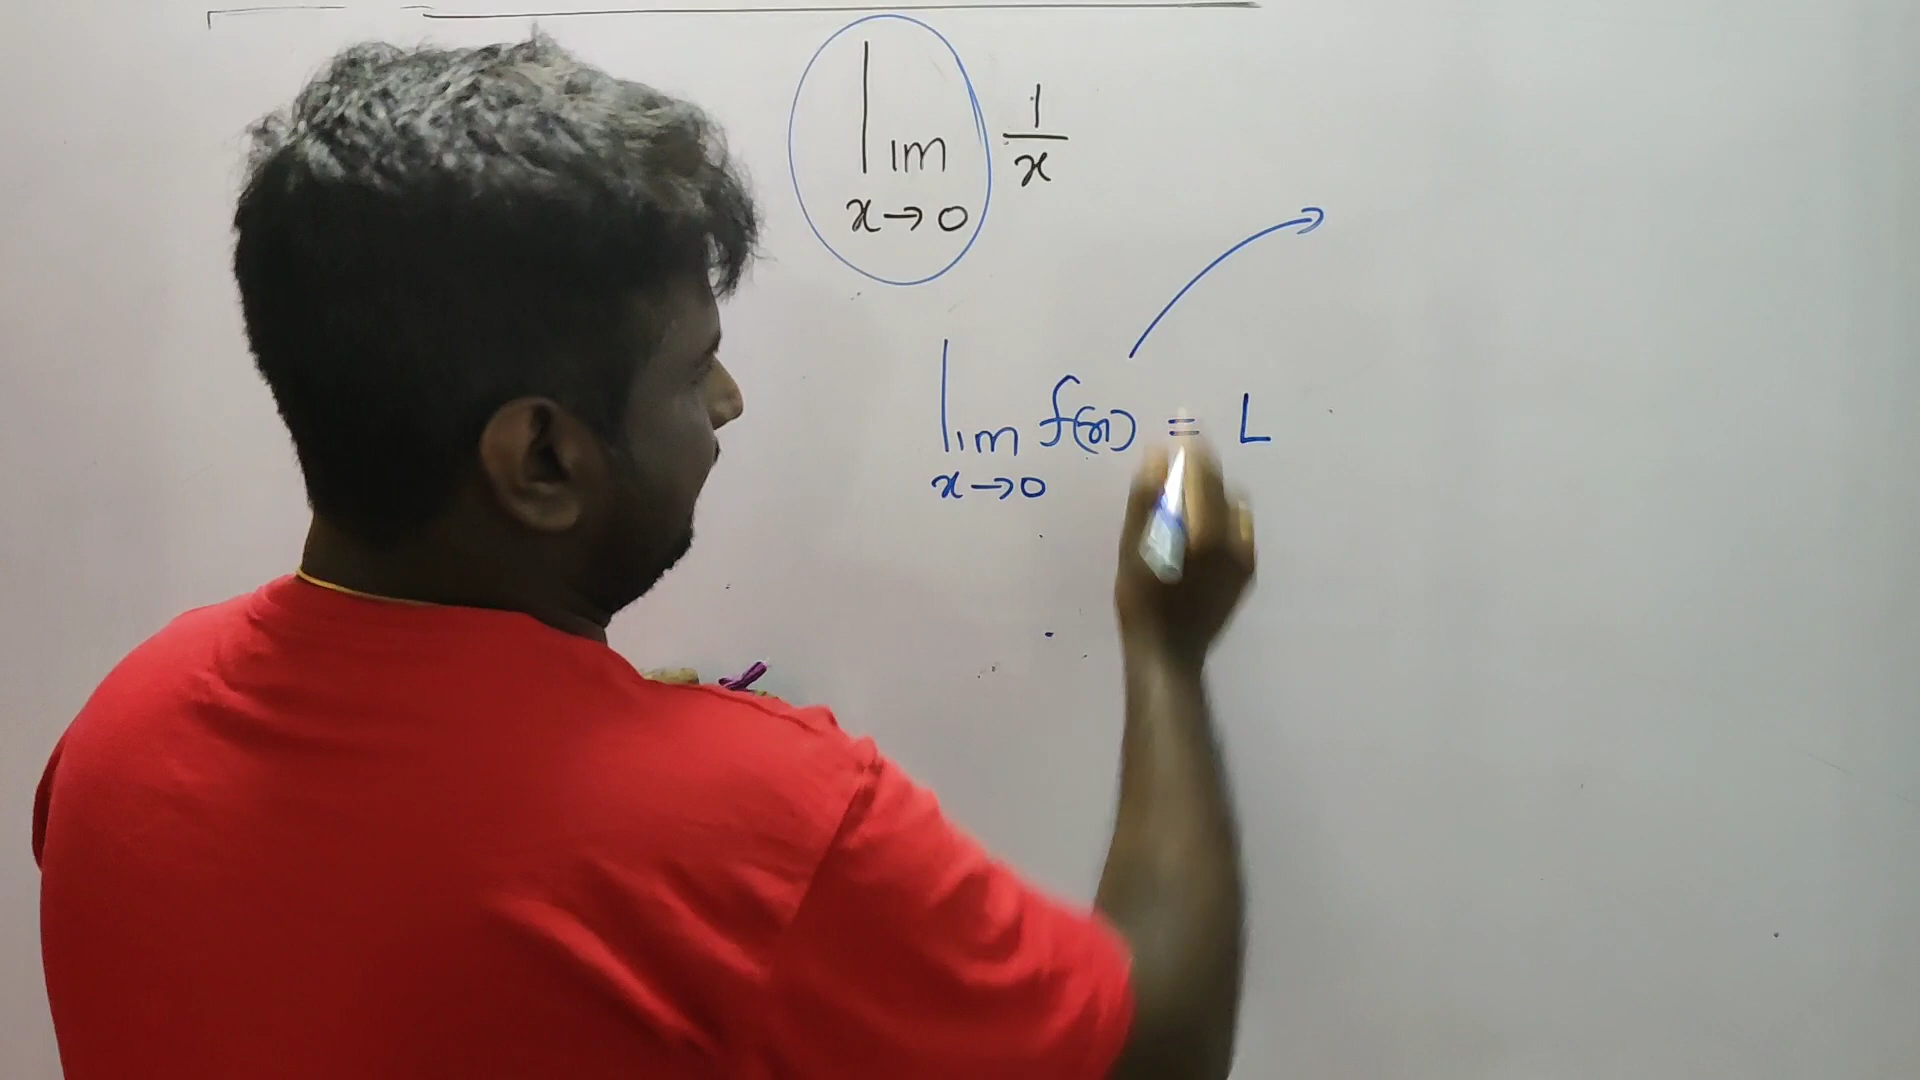 lim 1/x
x→0
lim f(x) = L
x→0